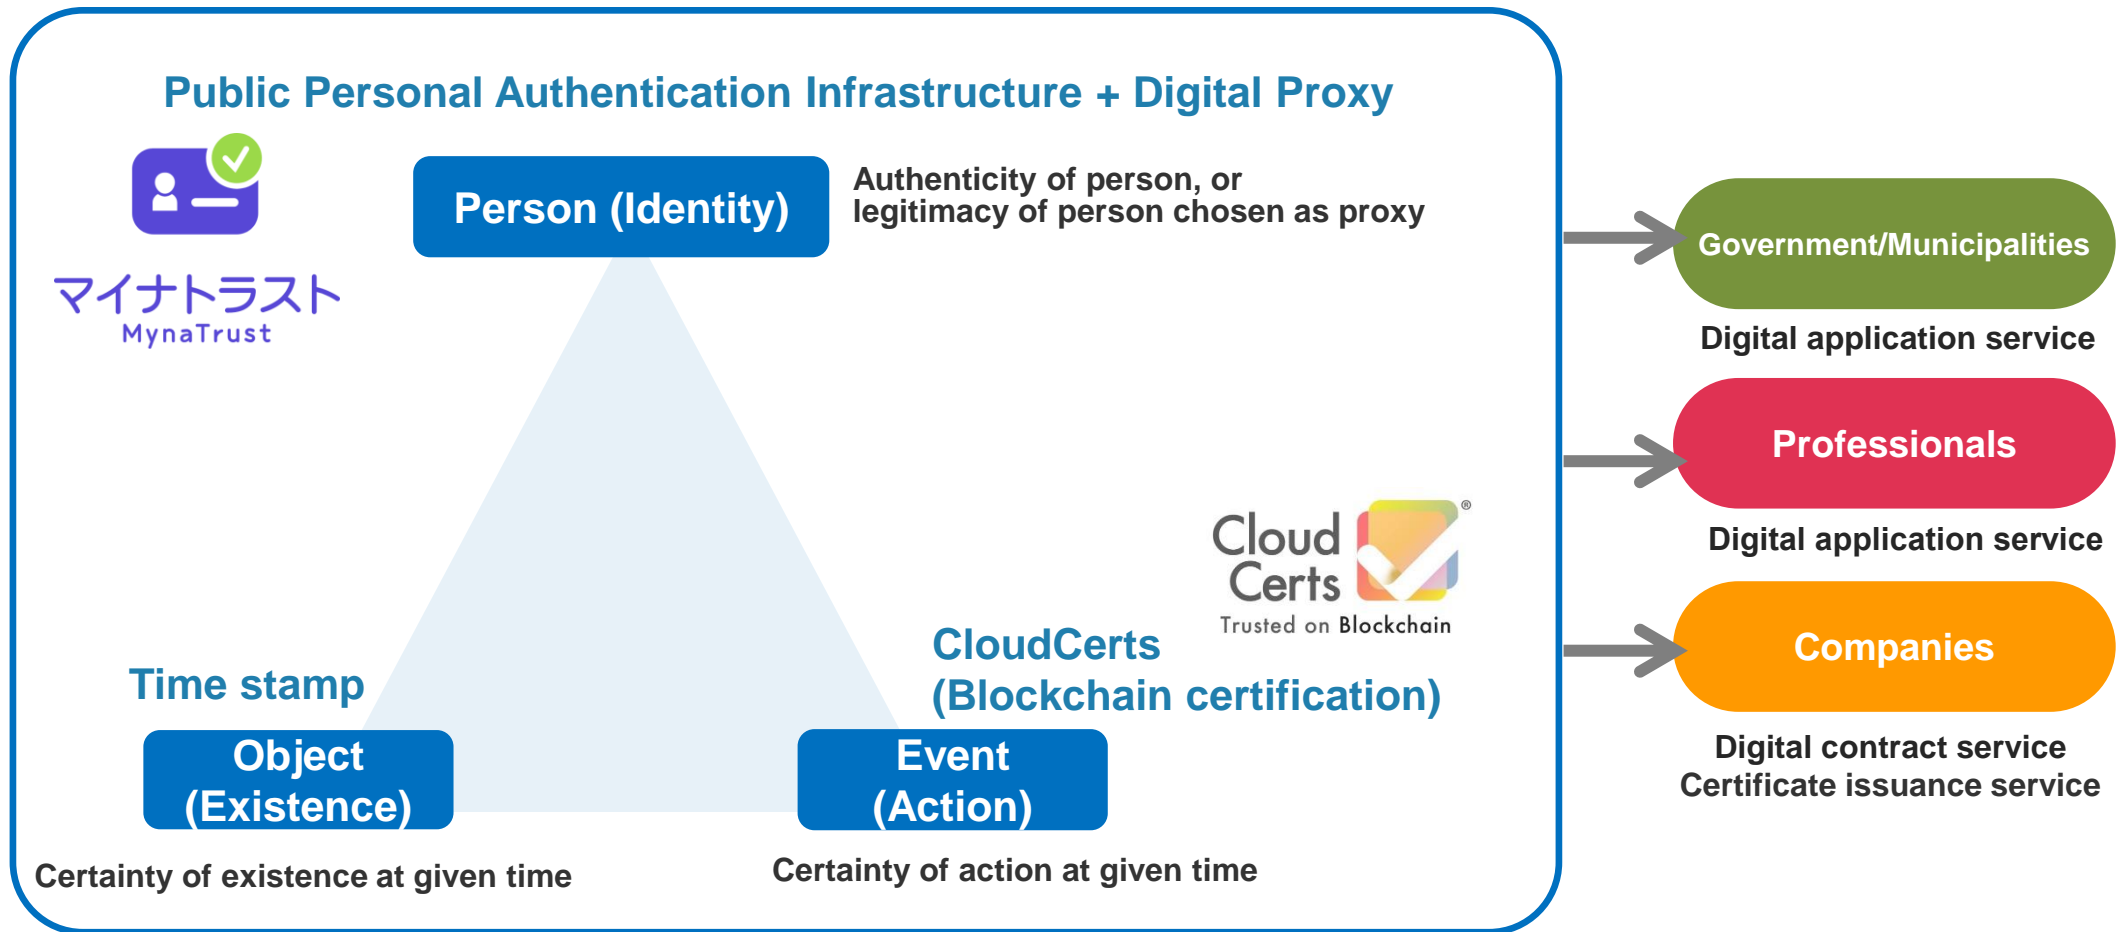 Public Personal Authentication Infrastructure + Digital Proxy
マイナトラスト
MynaTrust
Person (Identity)
Authenticity of person, or
legitimacy of person chosen as proxy
Cloud
Certs
®
Trusted on Blockchain
Time stamp
Object
(Existence)
Certainty of existence at given time
CloudCerts
(Blockchain certification)
Event
(Action)
Certainty of action at given time
Government/Municipalities
Digital application service
Professionals
Digital application service
Companies
Digital contract service
Certificate issuance service